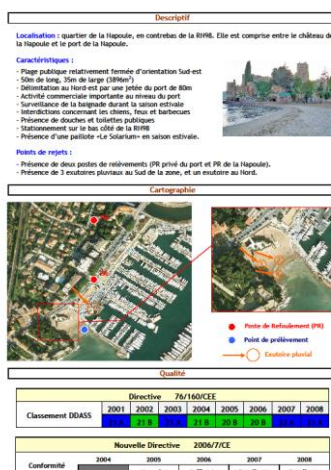 Descriptif
Localisation : quartier de la Napoule, en contrebas de la RN98. Elle est comprise entre le château de
la Napoule et le port de la Napoule.
Caractéristiques :
- Plage publique relativement fermée d'orientation Sud-est
- 50m de long, 35m de large (3896m²)
- Délimitation au Nord-est par une jetée du port de 80m
- Activité commerciale importante au niveau du port
- Surveillance de la baignade durant la saison estivale
- Interdictions concernant les chiens, feux et barbecues
- Présence de douches et toilettes publiques
- Stationnement sur le bas côté de la RN98
- Présence d'une paillote «Le Solarium» en saison estivale.
Points de rejets :
- Présence de deux postes de relèvements (PR privé du port et PR de la Napoule).
- Présence de 3 exutoires pluviaux au Sud de la zone, et un exutoire au Nord.
Cartographie
Poste de Refoulement (PR)
Point de prélèvement
Exutoire pluvial
Qualité
Directive 76/160/CEE
Classement DDASS 2001 2002 2003 2004 2005 2006 2007 2008
21 B 21 B 20 B 20 B
Nouvelle Directive 2006/7/CE
Conformité 2004 2005 2006 2007 2008